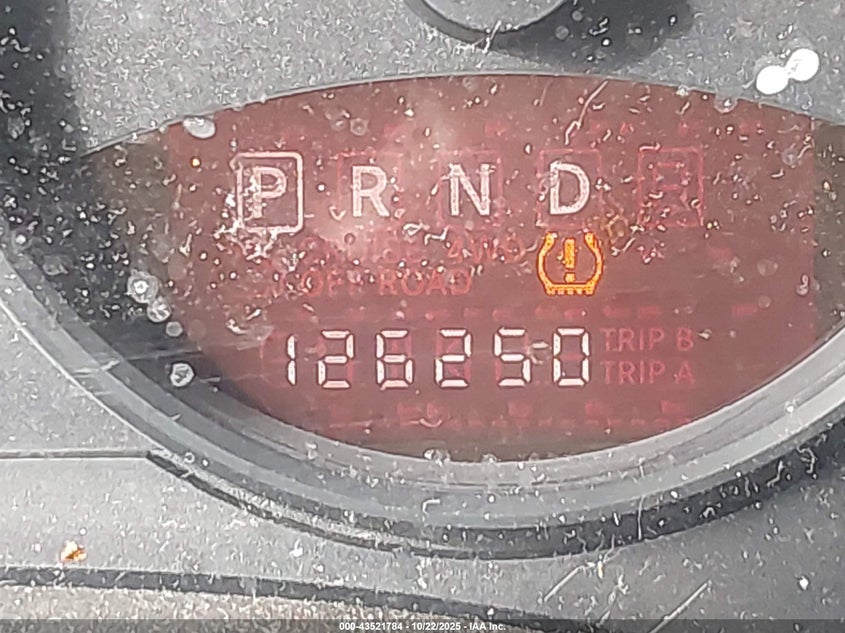 P R N D
OFF ROAD
126250
TRIP B
TRIP A
000-43521784 - 10/22/2025 - IAA Inc.